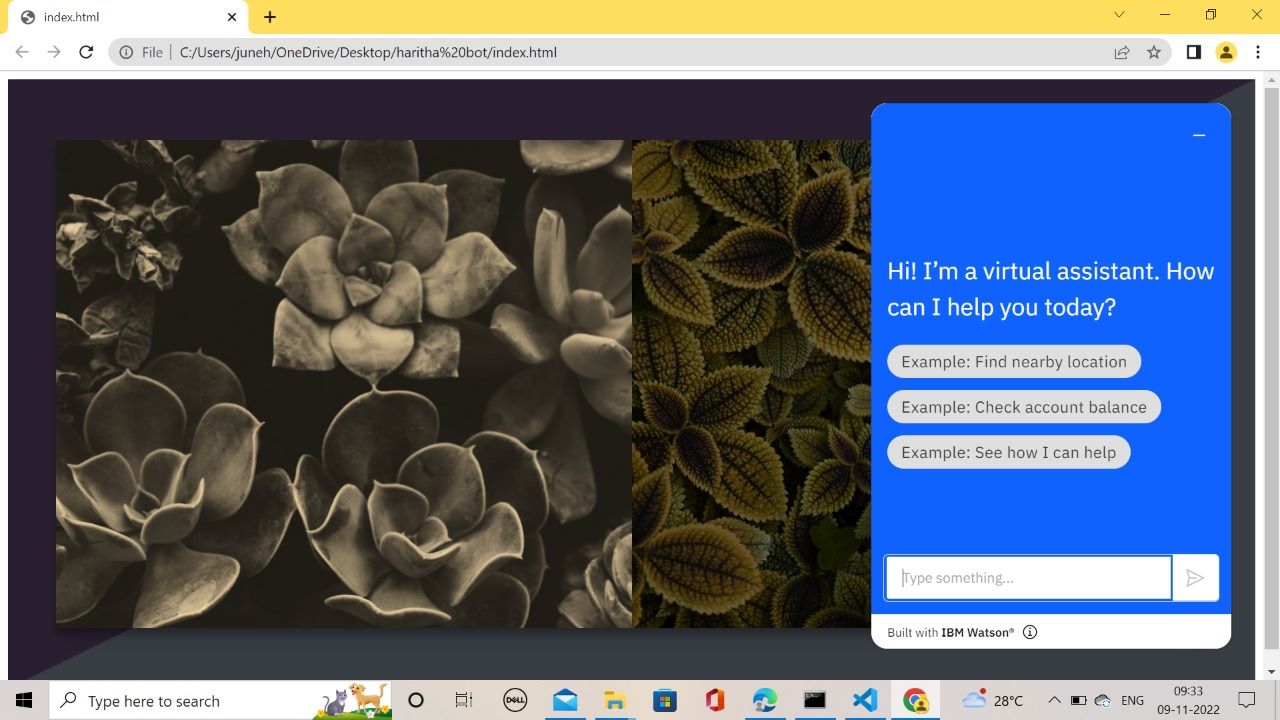 index.html
File
C:/Users/juneh/OneDrive/Desktop/haritha%20bot/index.html
Hi! I'm a virtual assistant. How
can I help you today?
Example: Find nearby location
Example: Check account balance
Example: See how I can help
Type something...
Built with IBM Watson®
Type here to search
DELL
28°C
ENG
09:33
09-11-2022